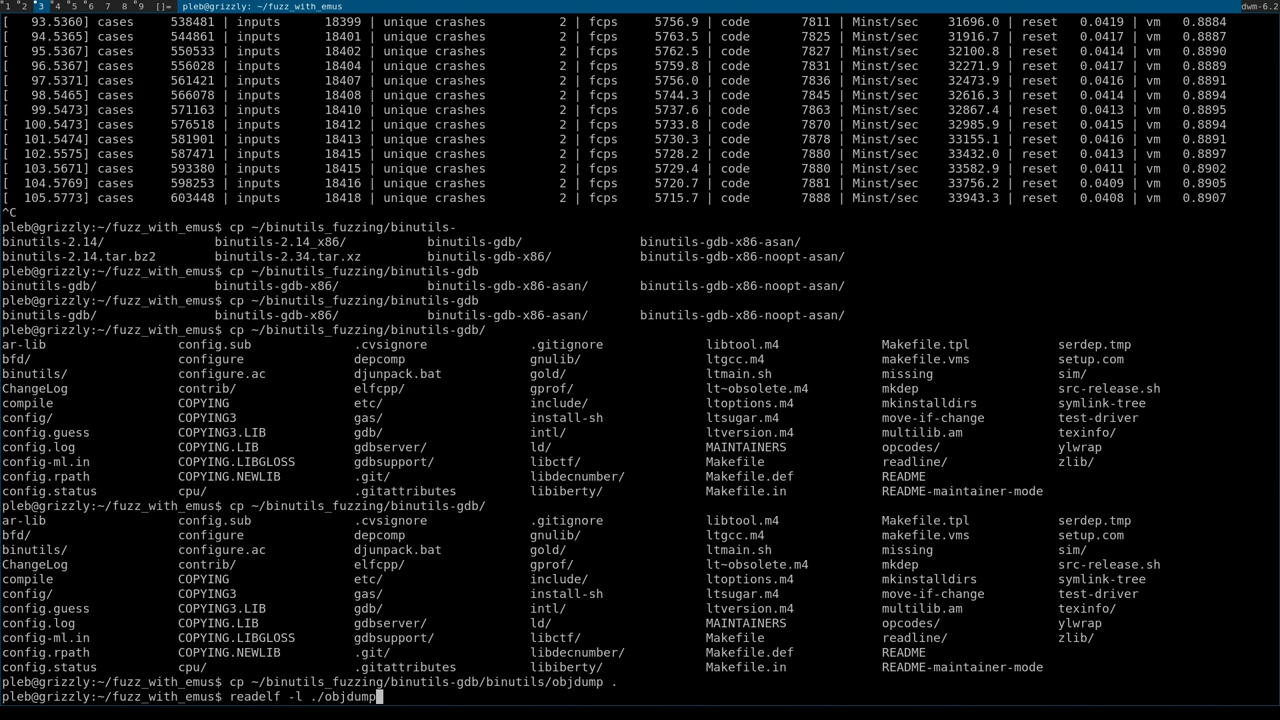 1 2 3 4 5 6 7 8 9 []= pleb@grizzly: ~/fuzz_with_emus dwm-6.2
[ 93.5360] cases 538481 | inputs 18399 | unique crashes 2 | fcps 5756.9 | code 7811 | Minst/sec 31696.0 | reset 0.0419 | vm 0.8884
[ 94.5365] cases 544861 | inputs 18401 | unique crashes 2 | fcps 5763.5 | code 7825 | Minst/sec 31916.7 | reset 0.0417 | vm 0.8887
[ 95.5367] cases 550533 | inputs 18402 | unique crashes 2 | fcps 5762.5 | code 7827 | Minst/sec 32100.8 | reset 0.0414 | vm 0.8890
[ 96.5367] cases 556028 | inputs 18404 | unique crashes 2 | fcps 5759.8 | code 7831 | Minst/sec 32271.9 | reset 0.0417 | vm 0.8889
[ 97.5371] cases 561421 | inputs 18407 | unique crashes 2 | fcps 5756.0 | code 7836 | Minst/sec 32473.9 | reset 0.0416 | vm 0.8891
[ 98.5465] cases 566078 | inputs 18408 | unique crashes 2 | fcps 5744.3 | code 7845 | Minst/sec 32616.3 | reset 0.0414 | vm 0.8894
[ 99.5473] cases 571163 | inputs 18410 | unique crashes 2 | fcps 5737.6 | code 7863 | Minst/sec 32867.4 | reset 0.0413 | vm 0.8895
[ 100.5473] cases 576518 | inputs 18412 | unique crashes 2 | fcps 5733.8 | code 7870 | Minst/sec 32985.9 | reset 0.0415 | vm 0.8894
[ 101.5474] cases 581901 | inputs 18413 | unique crashes 2 | fcps 5730.3 | code 7878 | Minst/sec 33155.1 | reset 0.0416 | vm 0.8891
[ 102.5575] cases 587471 | inputs 18415 | unique crashes 2 | fcps 5728.2 | code 7880 | Minst/sec 33432.0 | reset 0.0413 | vm 0.8897
[ 103.5671] cases 593380 | inputs 18415 | unique crashes 2 | fcps 5729.4 | code 7880 | Minst/sec 33582.9 | reset 0.0411 | vm 0.8902
[ 104.5769] cases 598253 | inputs 18416 | unique crashes 2 | fcps 5720.7 | code 7881 | Minst/sec 33756.2 | reset 0.0409 | vm 0.8905
[ 105.5773] cases 603448 | inputs 18418 | unique crashes 2 | fcps 5715.7 | code 7888 | Minst/sec 33943.3 | reset 0.0408 | vm 0.8907
^C
pleb@grizzly:~/fuzz_with_emus$ cp ~/binutils_fuzzing/binutils-
binutils-2.14/ binutils-2.14_x86/ binutils-gdb/ binutils-gdb-x86-asan/
binutils-2.14.tar.bz2 binutils-2.34.tar.xz binutils-gdb-x86/ binutils-gdb-x86-noopt-asan/
pleb@grizzly:~/fuzz_with_emus$ cp ~/binutils_fuzzing/binutils-gdb
binutils-gdb/ binutils-gdb-x86/ binutils-gdb-x86-asan/ binutils-gdb-x86-noopt-asan/
pleb@grizzly:~/fuzz_with_emus$ cp ~/binutils_fuzzing/binutils-gdb
binutils-gdb/ binutils-gdb-x86/ binutils-gdb-x86-asan/ binutils-gdb-x86-noopt-asan/
pleb@grizzly:~/fuzz_with_emus$ cp ~/binutils_fuzzing/binutils-gdb/
ar-lib config.sub .cvsignore .gitignore libtool.m4 Makefile.tpl serdep.tmp
bfd/ configure depcomp gnulib/ ltgcc.m4 makefile.vms setup.com
binutils/ configure.ac djunpack.bat gold/ ltmain.sh missing sim/
ChangeLog contrib/ elfcpp/ gprof/ lt~obsolete.m4 mkdep src-release.sh
compile COPYING etc/ include/ ltoptions.m4 mkinstalldirs symlink-tree
config/ COPYING3 gas/ install-sh ltsugar.m4 move-if-change test-driver
config.guess COPYING3.LIB gdb/ intl/ ltversion.m4 multilib.am texinfo/
config.log COPYING.LIB gdbserver/ ld/ MAINTAINERS opcodes/ ylwrap
config-ml.in COPYING.LIBGLOSS gdbsupport/ libctf/ Makefile readline/ zlib/
config.rpath COPYING.NEWLIB .git/ libdecnumber/ Makefile.def README
config.status cpu/ .gitattributes libiberty/ Makefile.in README-maintainer-mode
pleb@grizzly:~/fuzz_with_emus$ cp ~/binutils_fuzzing/binutils-gdb/
ar-lib config.sub .cvsignore .gitignore libtool.m4 Makefile.tpl serdep.tmp
bfd/ configure depcomp gnulib/ ltgcc.m4 makefile.vms setup.com
binutils/ configure.ac djunpack.bat gold/ ltmain.sh missing sim/
ChangeLog contrib/ elfcpp/ gprof/ lt~obsolete.m4 mkdep src-release.sh
compile COPYING etc/ include/ ltoptions.m4 mkinstalldirs symlink-tree
config/ COPYING3 gas/ install-sh ltsugar.m4 move-if-change test-driver
config.guess COPYING3.LIB gdb/ intl/ ltversion.m4 multilib.am texinfo/
config.log COPYING.LIB gdbserver/ ld/ MAINTAINERS opcodes/ ylwrap
config-ml.in COPYING.LIBGLOSS gdbsupport/ libctf/ Makefile readline/ zlib/
config.rpath COPYING.NEWLIB .git/ libdecnumber/ Makefile.def README
config.status cpu/ .gitattributes libiberty/ Makefile.in README-maintainer-mode
pleb@grizzly:~/fuzz_with_emus$ cp ~/binutils_fuzzing/binutils-gdb/binutils/objdump .
pleb@grizzly:~/fuzz_with_emus$ readelf -l ./objdump